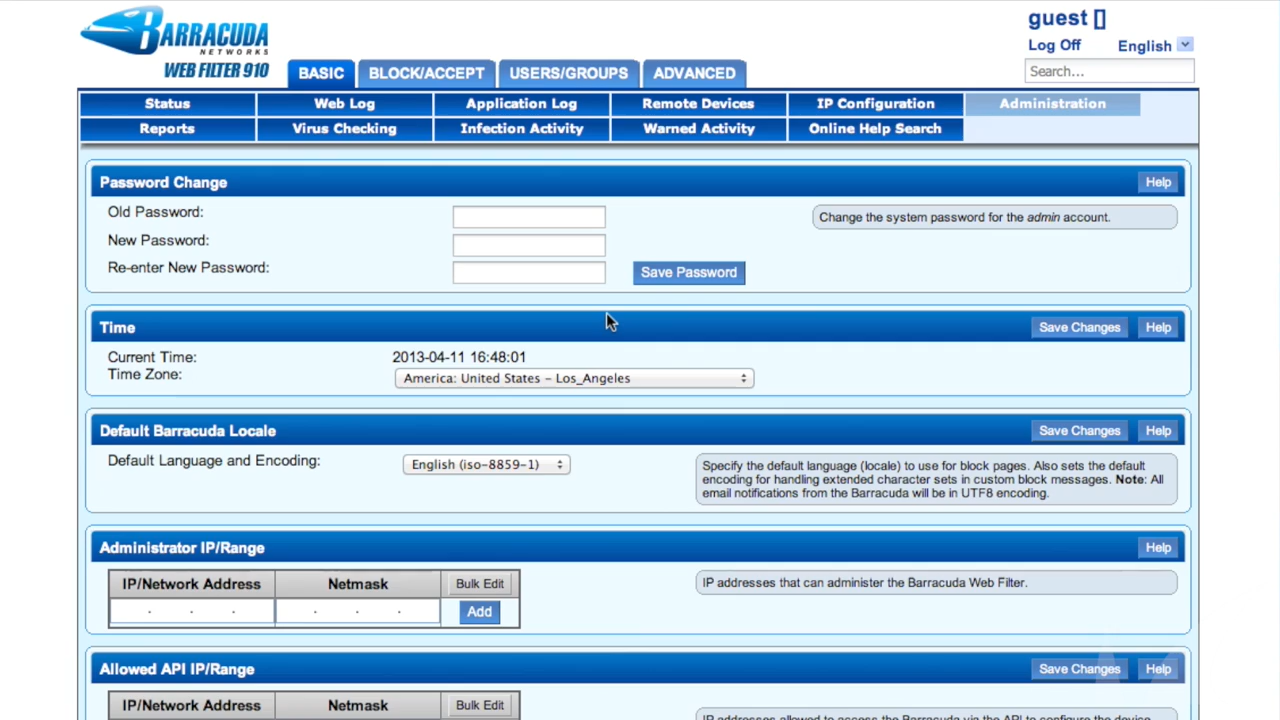 BARRACUDA
NETWORKS
WEB FILTER 910
guest []
Log Off English
Search...
BASIC BLOCK/ACCEPT USERS/GROUPS ADVANCED
Status Web Log Application Log Remote Devices IP Configuration Administration
Reports Virus Checking Infection Activity Warned Activity Online Help Search
Password Change Help
Old Password:
Change the system password for the admin account.
New Password:
Re-enter New Password: Save Password
Time Save Changes Help
Current Time: 2013-04-11 16:48:01
Time Zone: America: United States - Los_Angeles
Default Barracuda Locale Save Changes Help
Default Language and Encoding: English (iso-8859-1)
Specify the default language (locale) to use for block pages. Also sets the default
encoding for handling extended character sets in custom block messages. Note: All
email notifications from the Barracuda will be in UTF8 encoding.
Administrator IP/Range Help
IP/Network Address Netmask Bulk Edit
Add
IP addresses that can administer the Barracuda Web Filter.
Allowed API IP/Range Save Changes Help
IP/Network Address Netmask Bulk Edit
IP addresses allowed to access the Barracuda via the API to configure the device